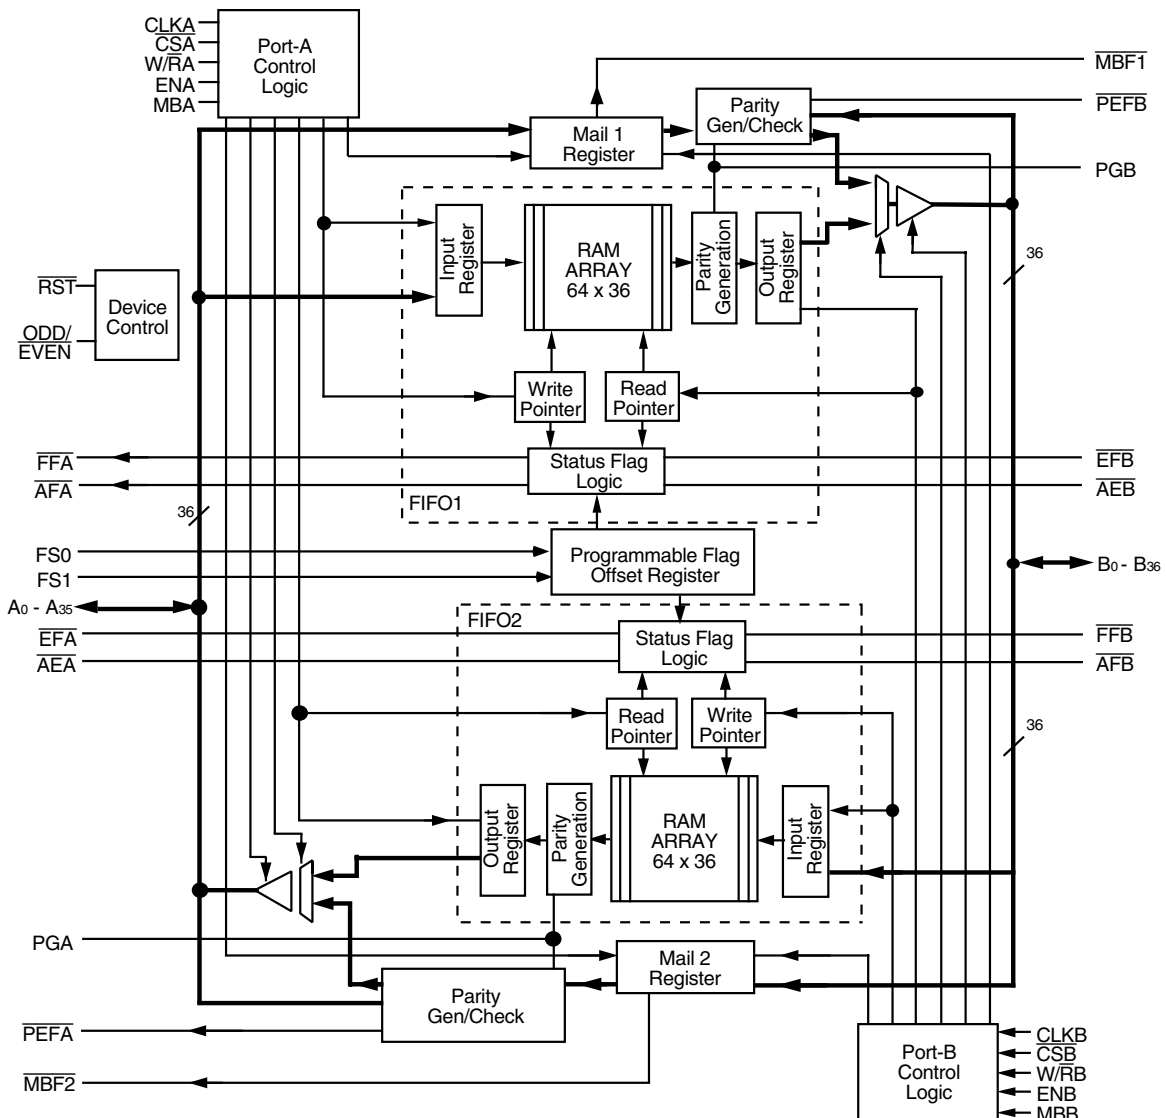 CLKA
CSA
W/RA
ENA
MBA
Port-A
Control
Logic
MBF1
PEFB
PGB
Mail 1
Register
Parity
Gen/Check
Input
Register
RAM
ARRAY
64 x 36
Parity
Generation
Output
Register
36
RST
ODD/
EVEN
Device
Control
Write
Pointer
Read
Pointer
FFA
AFA
Status Flag
Logic
EFB
AEB
FIFO1
36
FS0
FS1
Programmable Flag
Offset Register
A0 - A35
B0 - B36
FIFO2
EFA
AEA
Status Flag
Logic
FFB
AFB
Read
Pointer
Write
Pointer
36
Output
Register
Parity
Generation
RAM
ARRAY
64 x 36
Input
Register
PGA
Mail 2
Register
Parity
Gen/Check
PEFA
MBF2
Port-B
Control
Logic
CLKB
CSB
W/RB
ENB
MBB